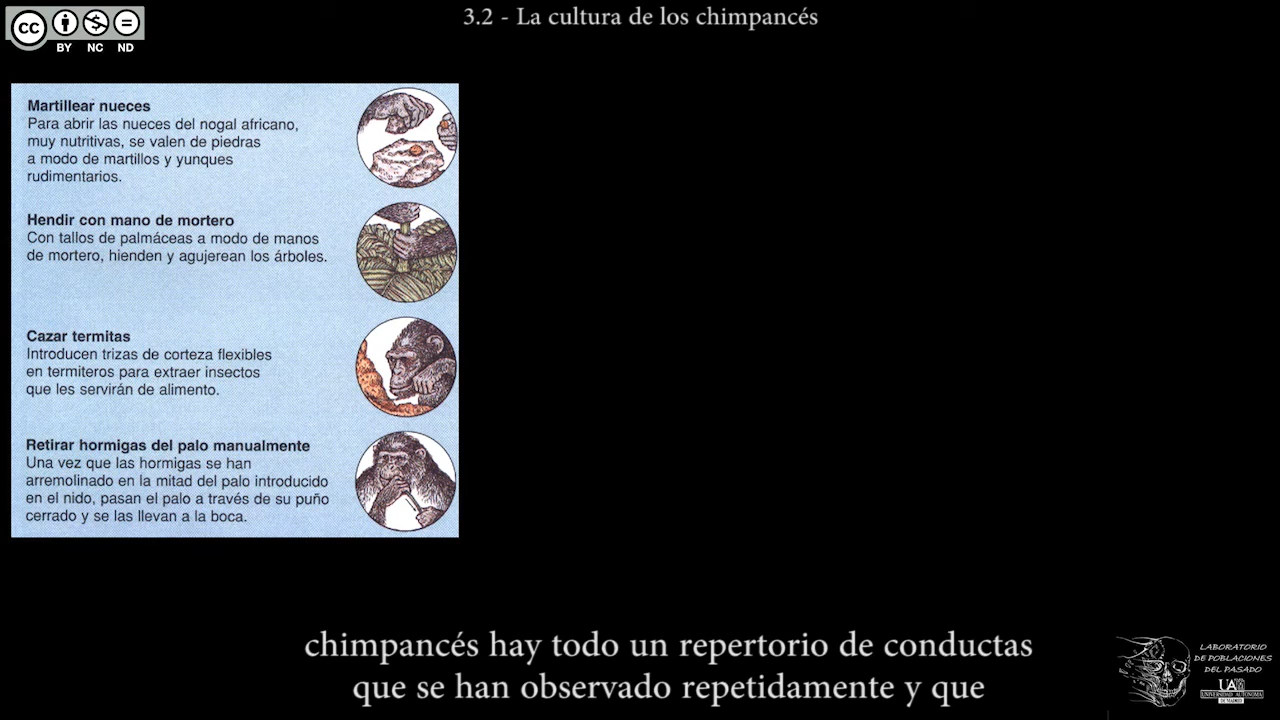 3.2 - La cultura de los chimpancés
CC
BY NC ND
Martillear nueces
Para abrir las nueces del nogal africano,
muy nutritivas, se valen de piedras
a modo de martillos y yunques
rudimentarios.
Hendir con mano de mortero
Con tallos de palmáceas a modo de manos
de mortero, hienden y agujerean los árboles.
Cazar termitas
Introducen trizas de corteza flexibles
en termiteros para extraer insectos
que les servirán de alimento.
Retirar hormigas del palo manualmente
Una vez que las hormigas se han
arremolinado en la mitad del palo introducido
en el nido, pasan el palo a través de su puño
cerrado y se las llevan a la boca.
chimpancés hay todo un repertorio de conductas
que se han observado repetidamente y que
LABORATORIO
DE POBLACIONES
DEL PASADO
UAM
UNIVERSIDAD AUTONOMA
DE MADRID